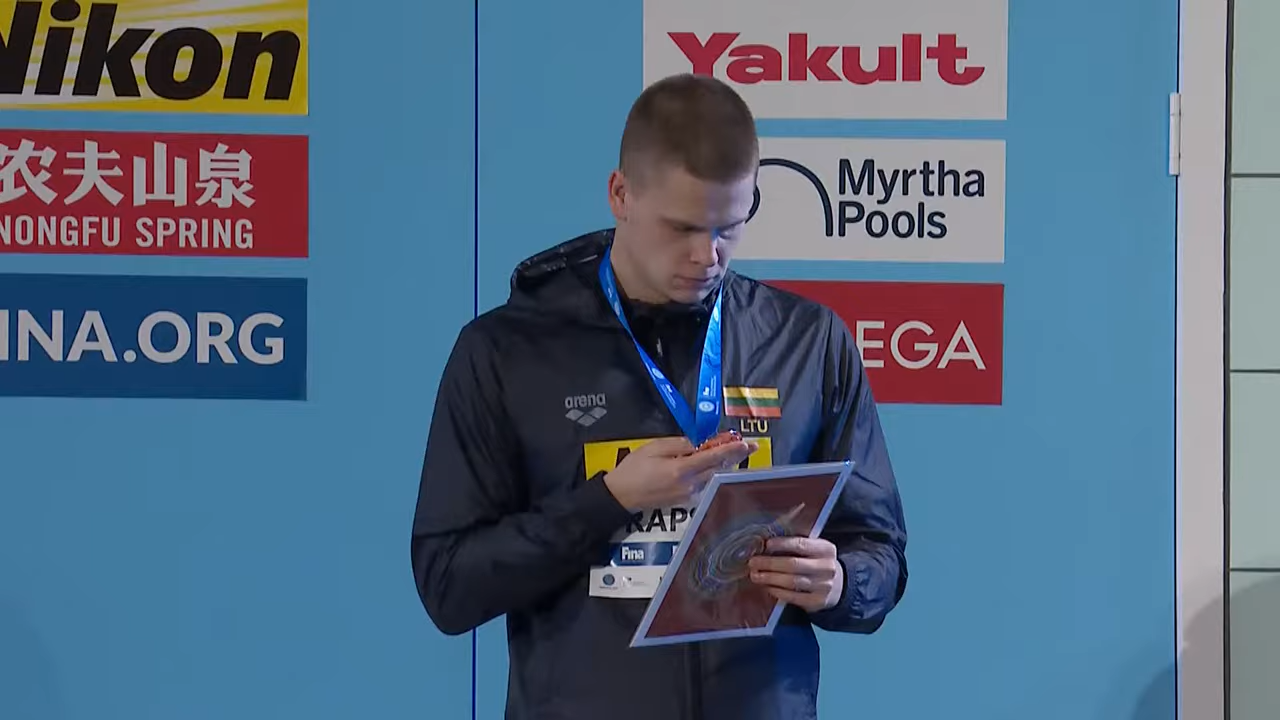 Nikon
农夫山泉
NONGFU SPRING
INA.ORG
Yakult
Myrtha
Pools
EGA
arena
LTU
RAPS
Fina